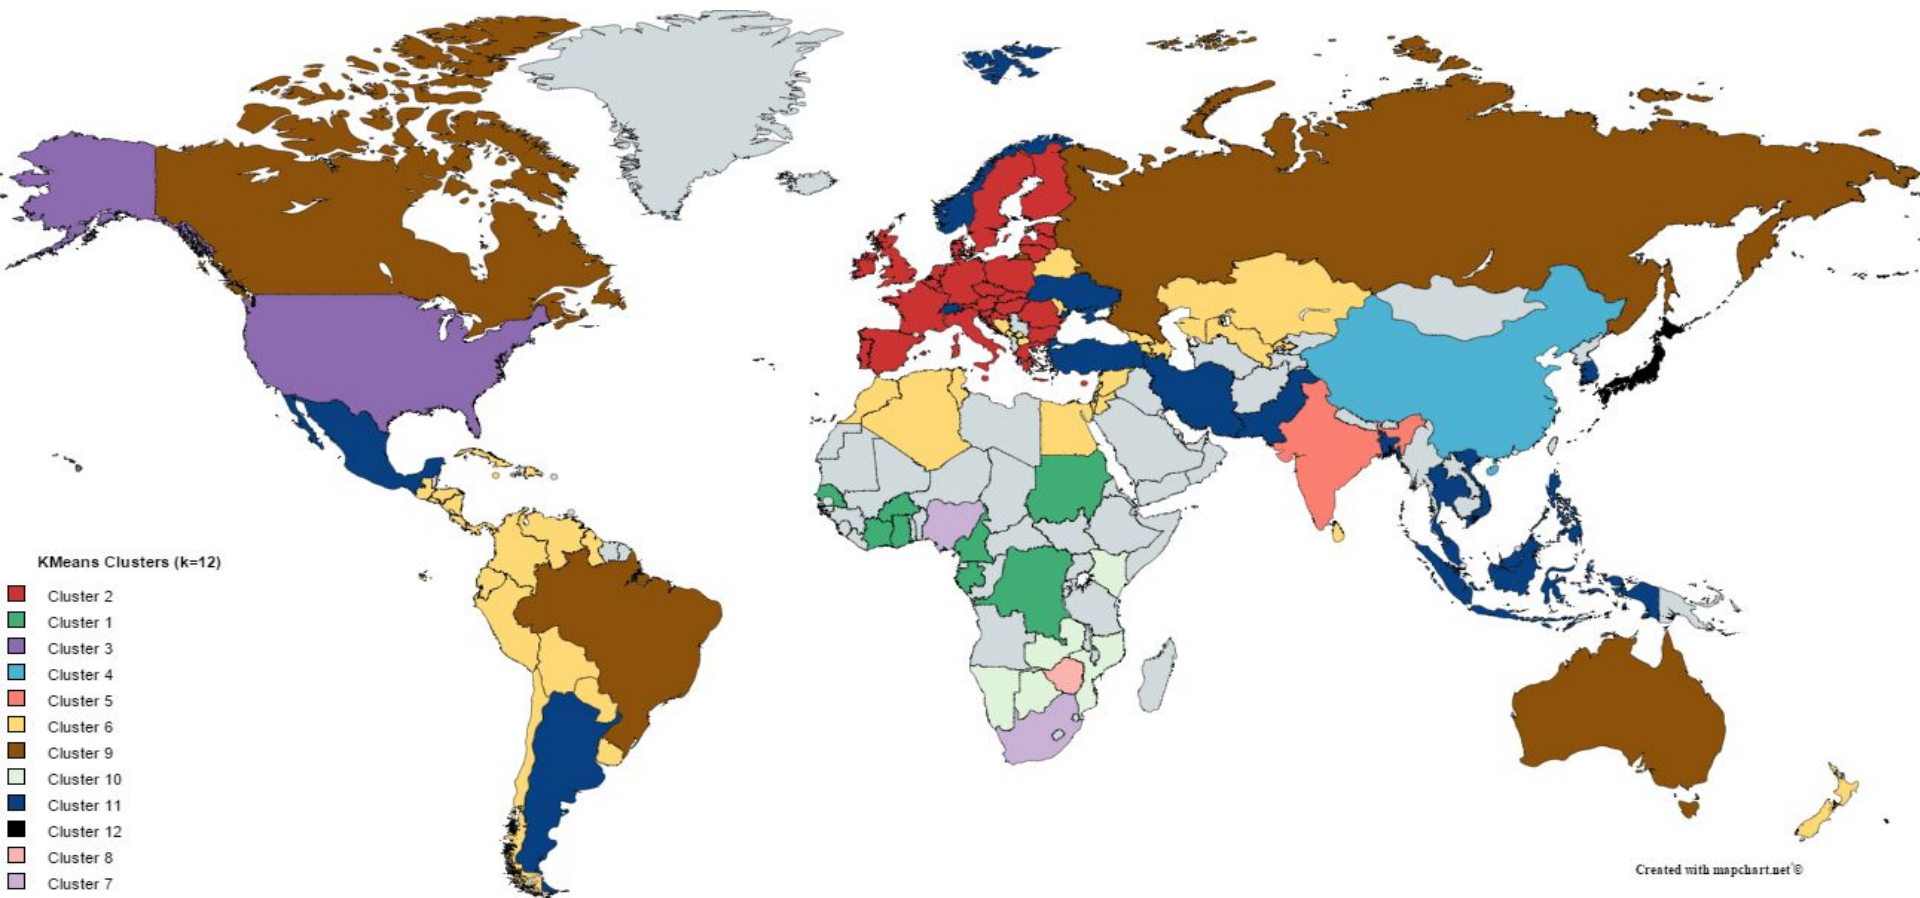 KMeans Clusters (k=12)
Cluster 2
Cluster 1
Cluster 3
Cluster 4
Cluster 5
Cluster 6
Cluster 9
Cluster 10
Cluster 11
Cluster 12
Cluster 8
Cluster 7
Created with mapchart.net©